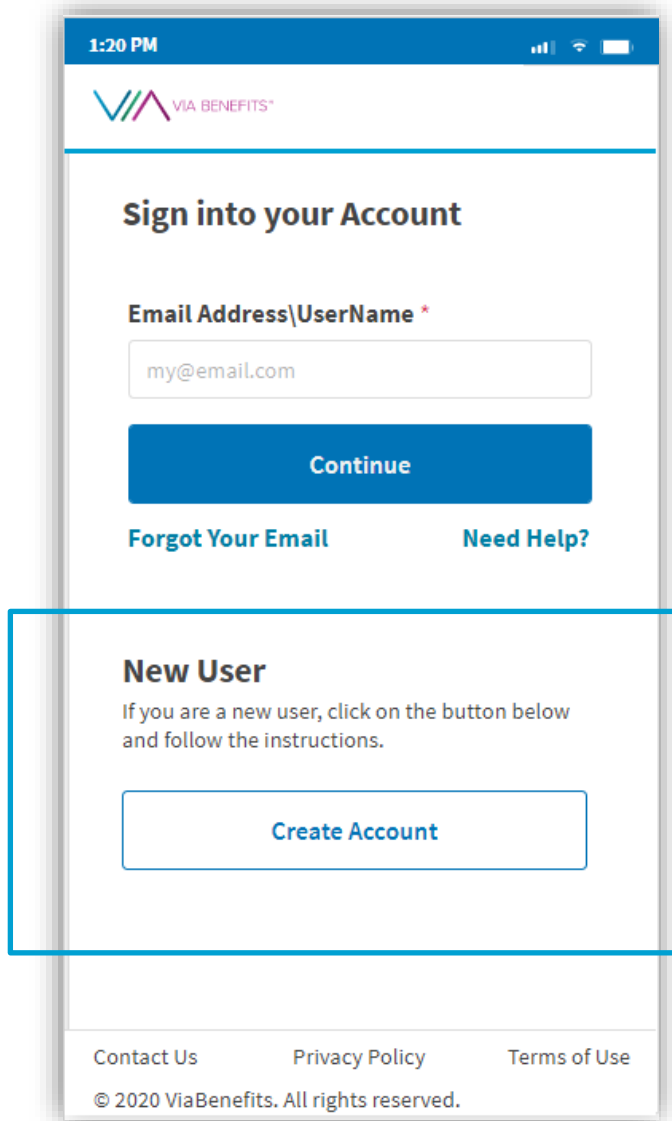 1:20 PM
VIA BENEFITS™
Sign into your Account
Email Address\UserName *
my@email.com
Continue
Forgot Your Email Need Help?
New User
If you are a new user, click on the button below
and follow the instructions.
Create Account
Contact Us Privacy Policy Terms of Use
© 2020 ViaBenefits. All rights reserved.